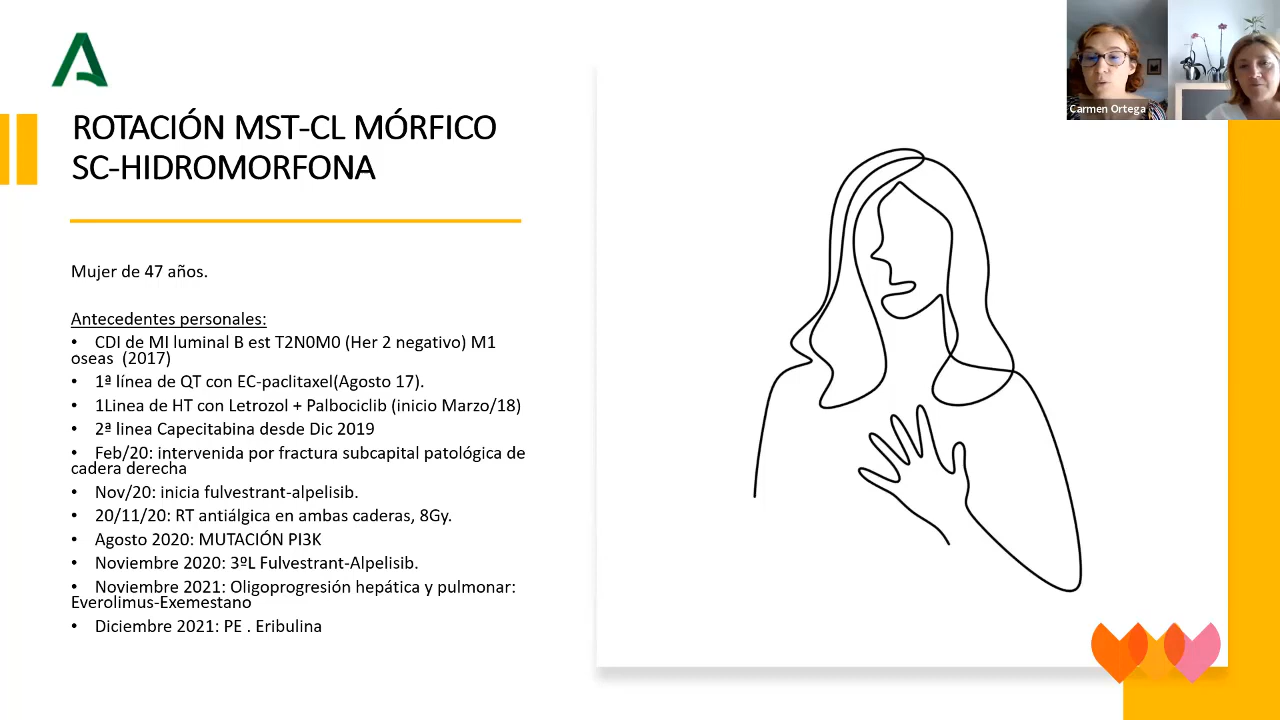 Carmen Ortega
ROTACIÓN MST-CL MÓRFICO
SC-HIDROMORFONA
Mujer de 47 años.
Antecedentes personales:
• CDI de MI luminal B est T2N0M0 (Her 2 negativo) M1
oseas (2017)
• 1ª línea de QT con EC-paclitaxel(Agosto 17).
• 1Linea de HT con Letrozol + Palbociclib (inicio Marzo/18)
• 2ª linea Capecitabina desde Dic 2019
• Feb/20: intervenida por fractura subcapital patológica de
cadera derecha
• Nov/20: inicia fulvestrant-alpelisib.
• 20/11/20: RT antiálgica en ambas caderas, 8Gy.
• Agosto 2020: MUTACIÓN PI3K
• Noviembre 2020: 3ºL Fulvestrant-Alpelisib.
• Noviembre 2021: Oligoprogresión hepática y pulmonar:
Everolimus-Exemestano
• Diciembre 2021: PE . Eribulina